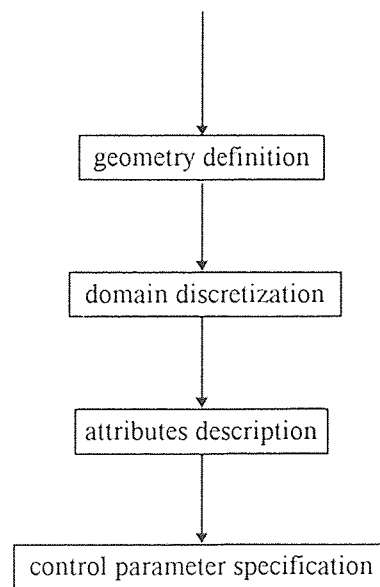 geometry definition
domain discretization
attributes description
control parameter specification